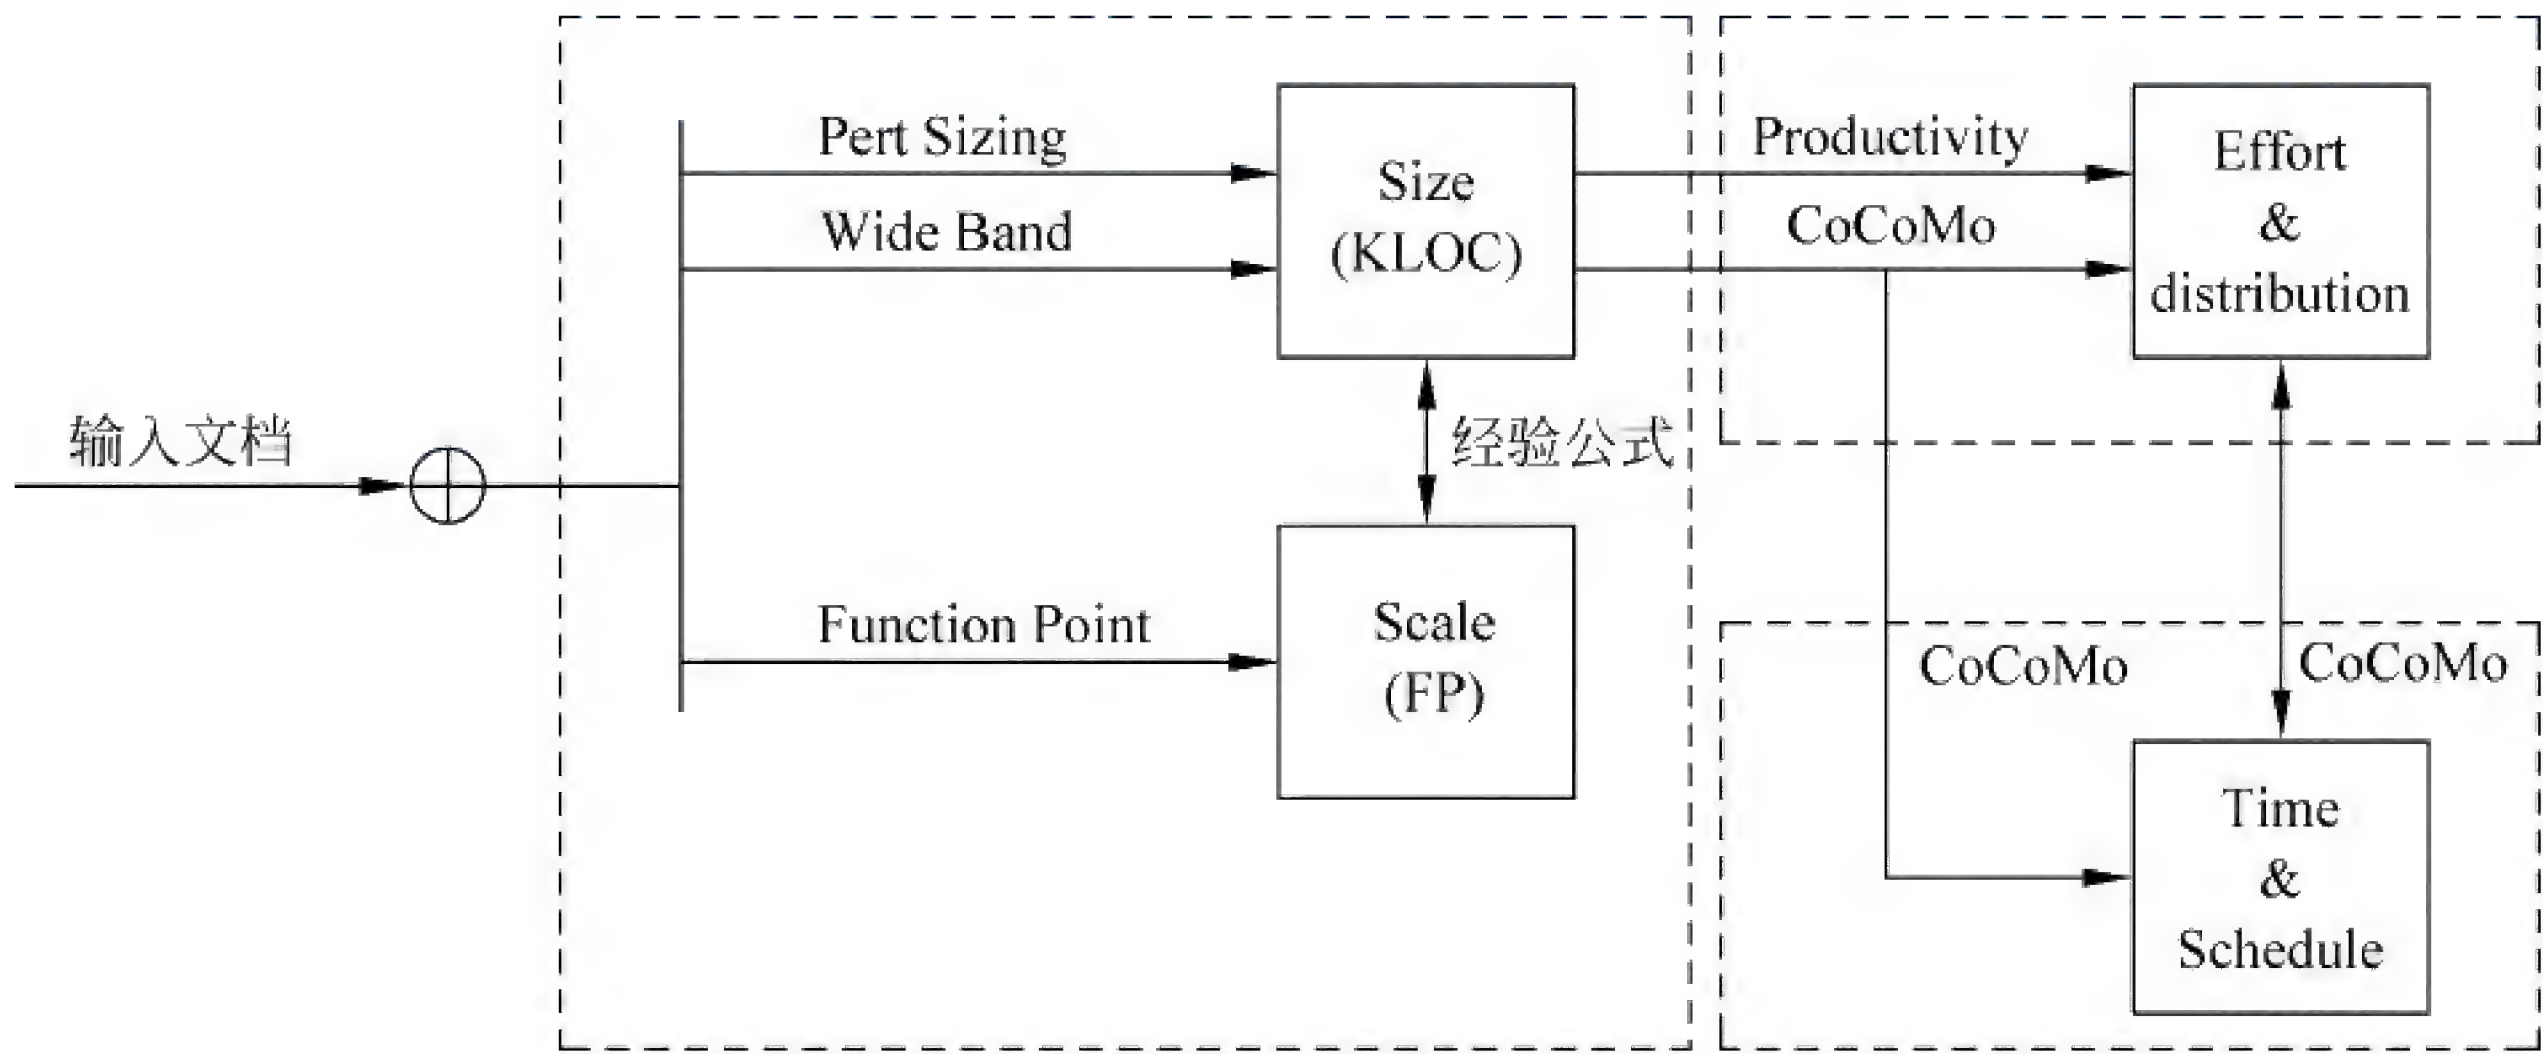 输入文档
Pert Sizing
Wide Band
Function Point
Size
(KLOC)
经验公式
Scale
(FP)
Productivity
CoCoMo
Effort
&
distribution
CoCoMo
CoCoMo
Time
&
Schedule